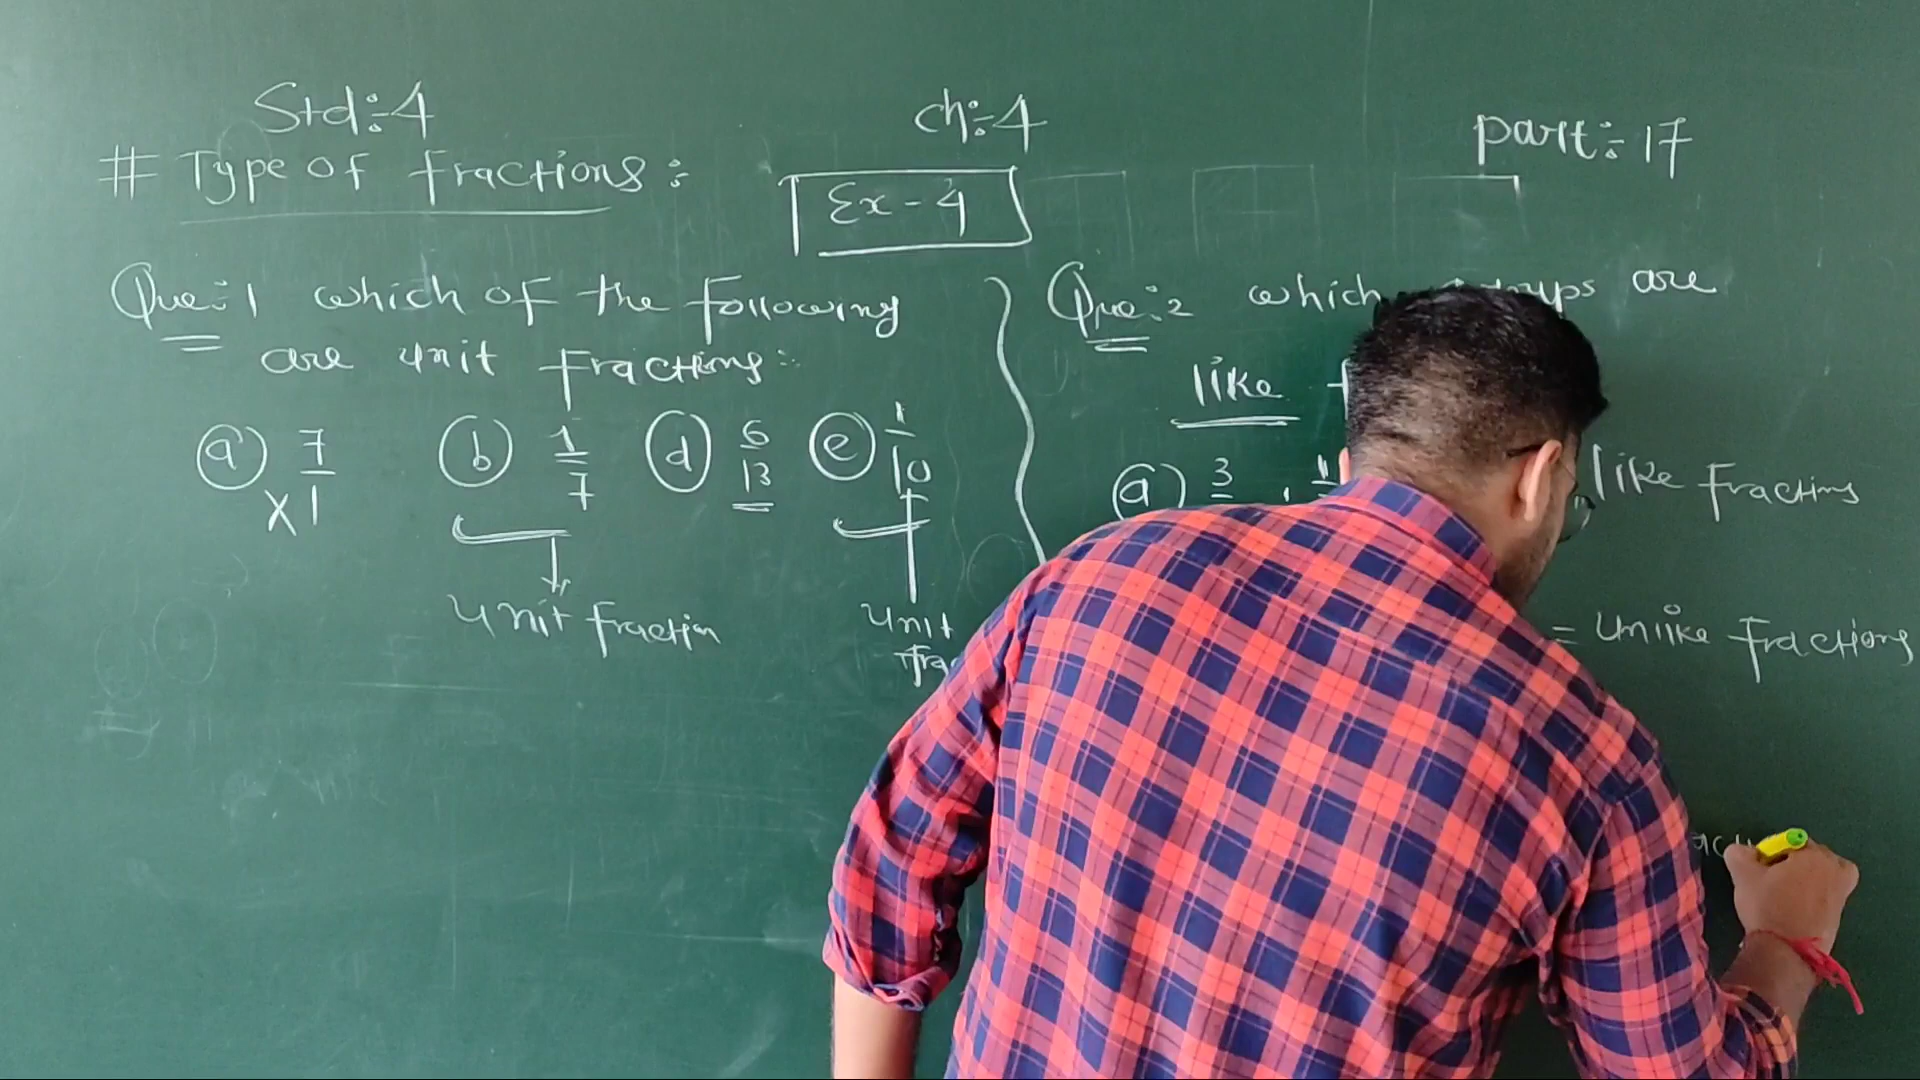 Std:-4 ch:-4 part:-17
# Type of fractions:
Ex-4
Que:1 which of the following
are unit fractions:
(a) 7/1 (b) 1/7 (d) 6/13 (e) 1/10
X
unit fraction unit
Que:2 which are
like
(a) 3 like fractions
= unlike fractions